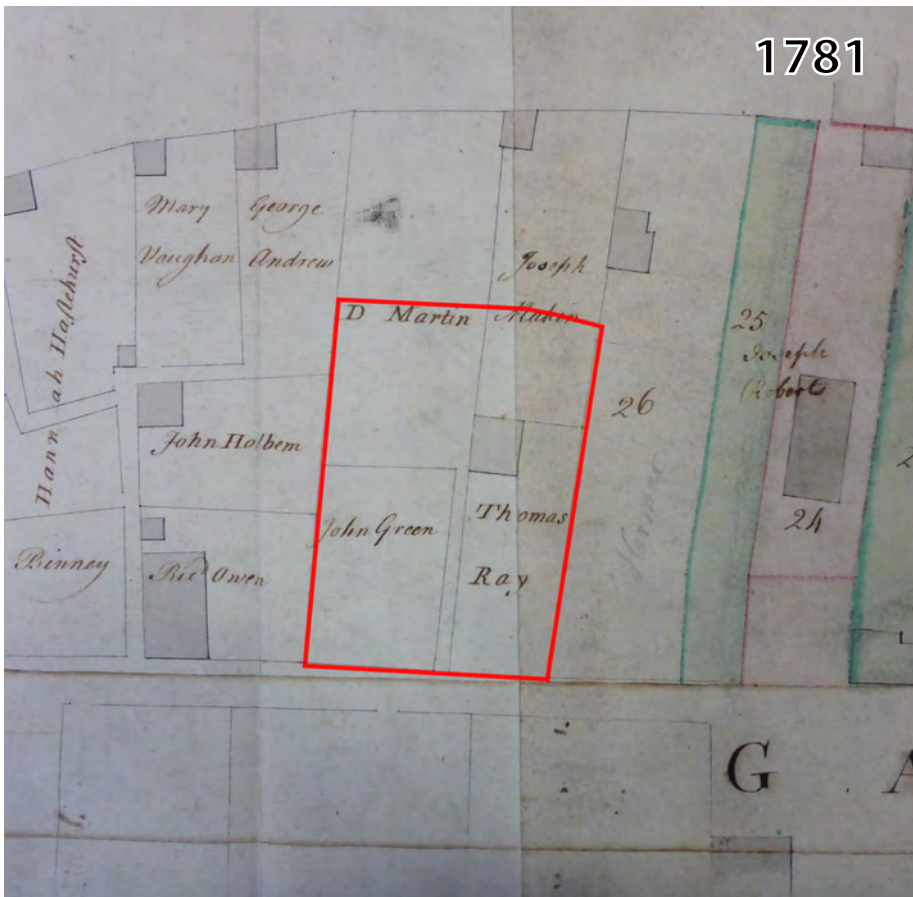 1781
Mary
Vaughan
George
Andrew
Hannah Haslehurst
Joseph
Makin
D Martin
25
Joseph
Roberts
26
John Holbem
24
Thomas
Ray
John Green
Binney
Ric^d Owen
G A